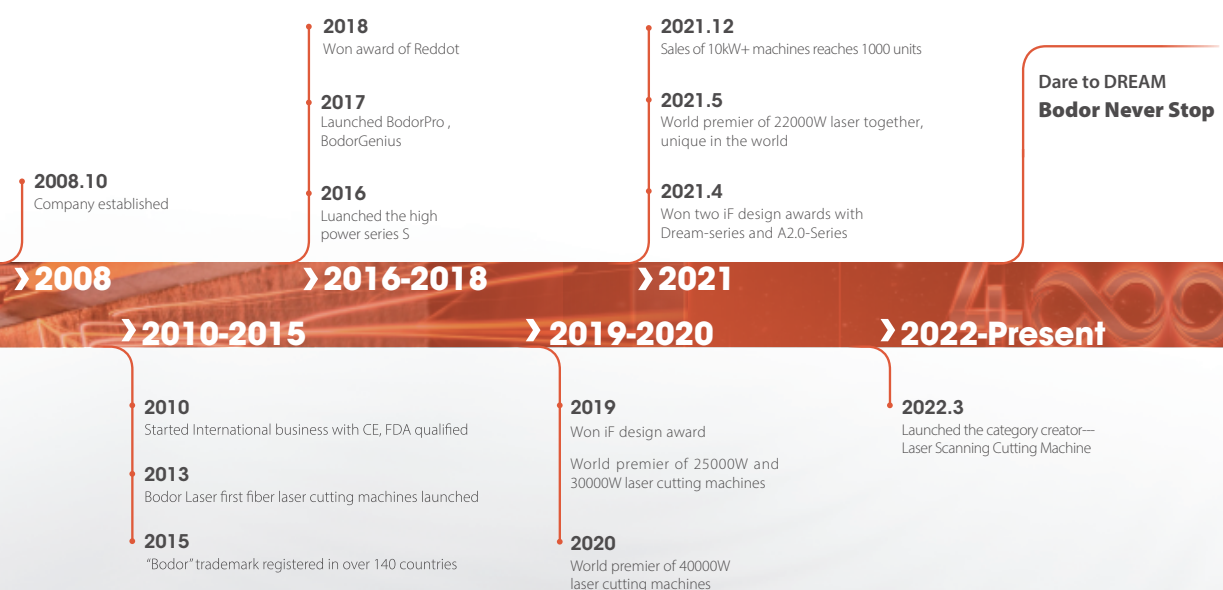 2008.10
Company established
❯2008
❯2010-2015
2010
Started International business with CE, FDA qualified
2013
Bodor Laser first fiber laser cutting machines launched
2015
“Bodor” trademark registered in over 140 countries
2018
Won award of Reddot
2017
Launched BodorPro ,
BodorGenius
2016
Luanched the high
power series S
❯2016-2018
❯2019-2020
2019
Won iF design award
World premier of 25000W and
30000W laser cutting machines
2020
World premier of 40000W
laser cutting machines
2021.12
Sales of 10kW+ machines reaches 1000 units
2021.5
World premier of 22000W laser together,
unique in the world
2021.4
Won two iF design awards with
Dream-series and A2.0-Series
❯2021
❯2022-Present
2022.3
Launched the category creator---
Laser Scanning Cutting Machine
Dare to DREAM
Bodor Never Stop